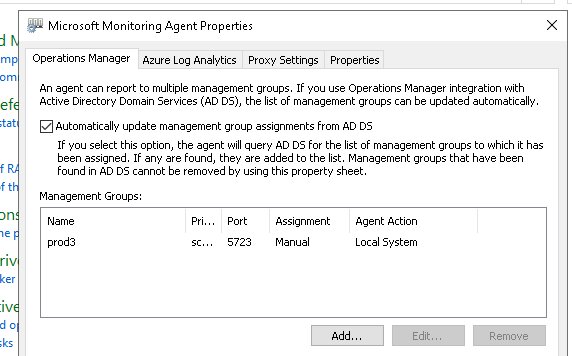 Microsoft Monitoring Agent Properties
Operations Manager
Azure Log Analytics
Proxy Settings
Properties
An agent can report to multiple management groups. If you use Operations Manager integration with
Active Directory Domain Services (AD DS), the list of management groups can be updated automatically.
Automatically update management group assignments from AD DS
If you select this option, the agent will query AD DS for the list of management groups to which it has
been assigned. If any are found, they are added to the list. Management groups that have been
found in AD DS cannot be removed by using this property sheet.
Management Groups:
Name Pri... Port Assignment Agent Action
prod3 sc... 5723 Manual Local System
Add... Edit... Remove